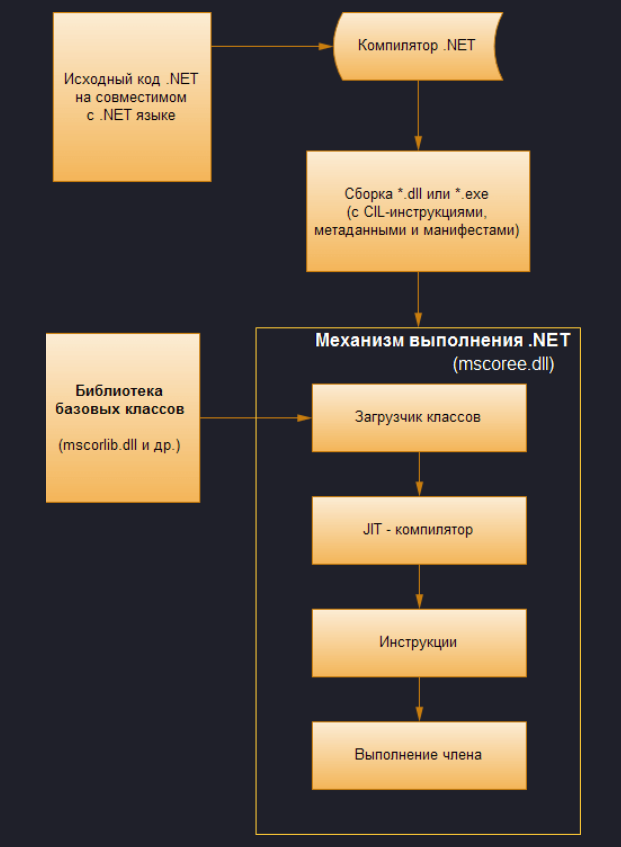 Исходный код .NET
на совместимом
с .NET языке
Компилятор .NET
Сборка *.dll или *.exe
(с CIL-инструкциями,
метаданными и манифестами)
Механизм выполнения .NET
(mscoree.dll)
Библиотека
базовых классов
(mscorlib.dll и др.)
Загрузчик классов
JIT - компилятор
Инструкции
Выполнение члена